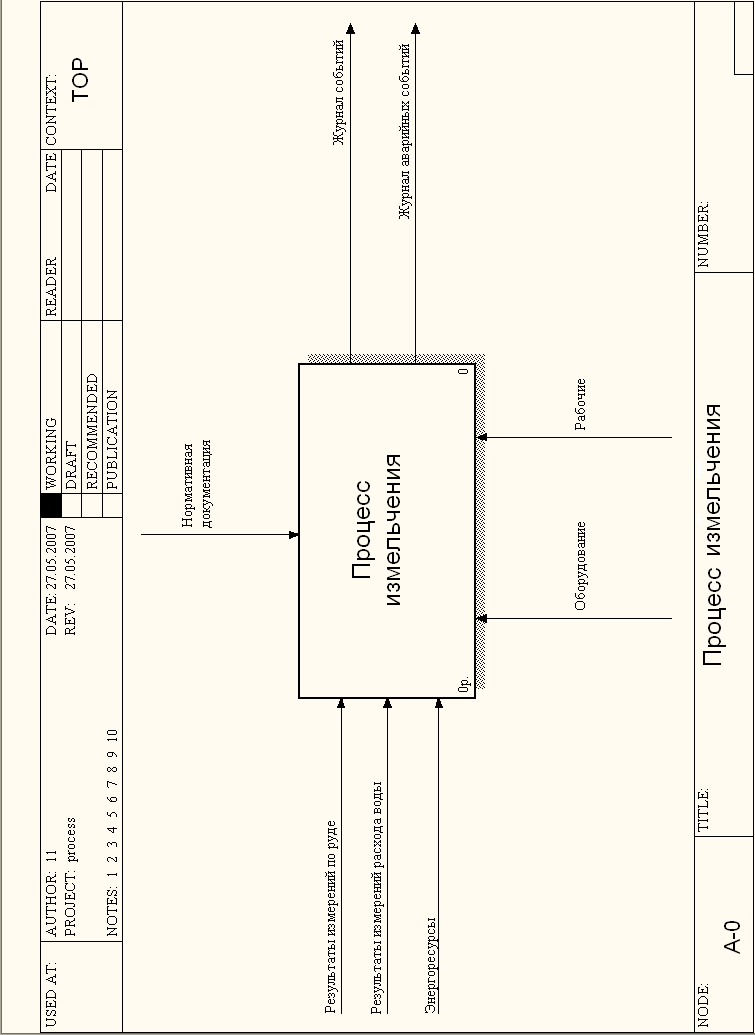 USED AT:
AUTHOR: 11
DATE: 27.05.2007
WORKING
READER
DATE
CONTEXT:
PROJECT: process
REV: 27.05.2007
DRAFT
RECOMMENDED
NOTES: 1 2 3 4 5 6 7 8 9 10
PUBLICATION
TOP
Нормативная
документация
Результаты измерений по руде
Результаты измерений расхода воды
Энергоресурсы
Процесс
измельчения
0р.
0
Журнал событий
Журнал аварийных событий
Оборудование
Рабочие
NODE:
TITLE:
NUMBER:
A-0
Процесс измельчения